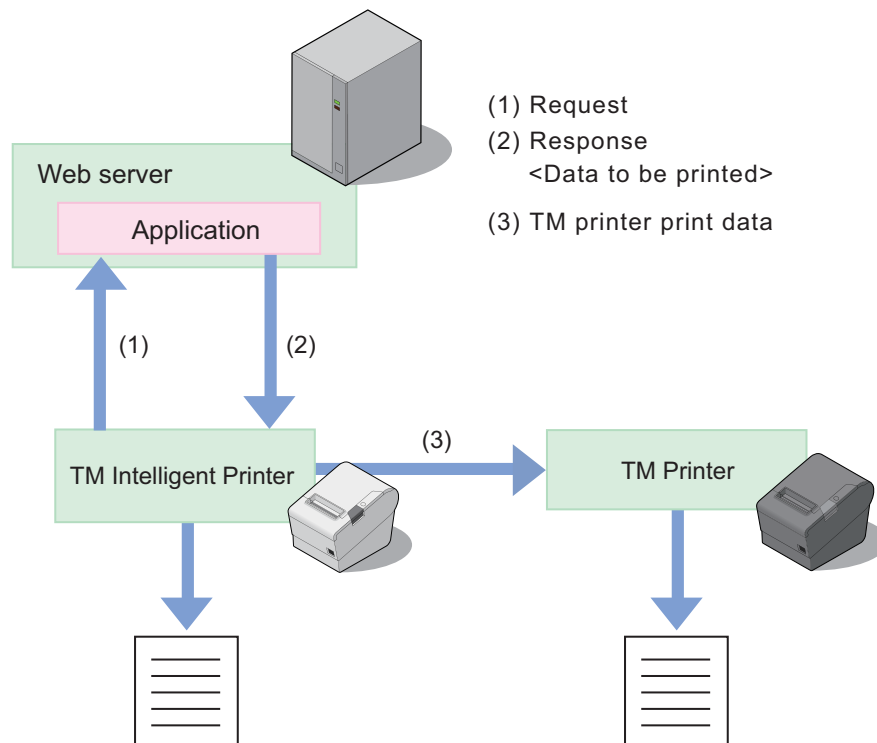 (1) Request
(2) Response
<Data to be printed>
(3) TM printer print data
Web server
Application
(1)
(2)
(3)
TM Intelligent Printer
TM Printer